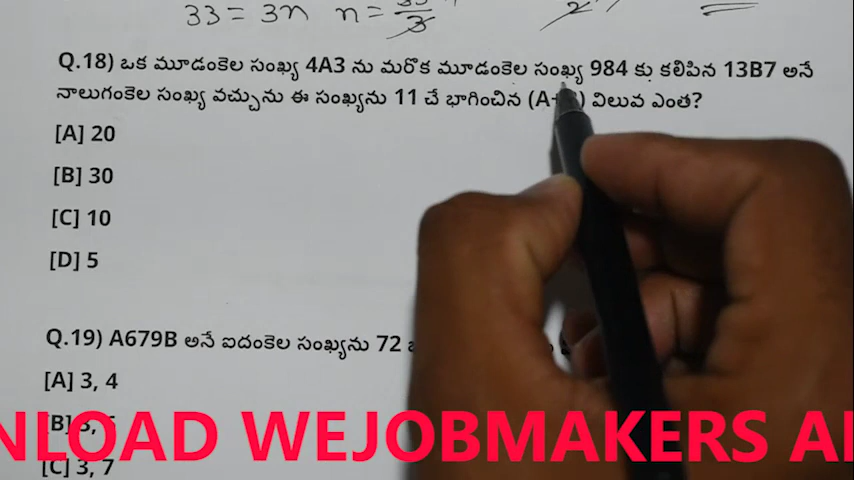 33 = 3n n =
Q.18) ఒక మూడంకెల సంఖ్య 4A3 ను మరొక మూడంకెల సంఖ్య 984 కు కలిపిన 13B7 అనే
నాలుగంకెల సంఖ్య వచ్చును ఈ సంఖ్యను 11 చే భాగించిన (A+ ) విలువ ఎంత?
[A] 20
[B] 30
[C] 10
[D] 5
Q.19) A679B అనే ఐదంకెల సంఖ్యను 72
[A] 3, 4
[B] 3,
[C] 3, 7
NLOAD WEJOBMAKERS A